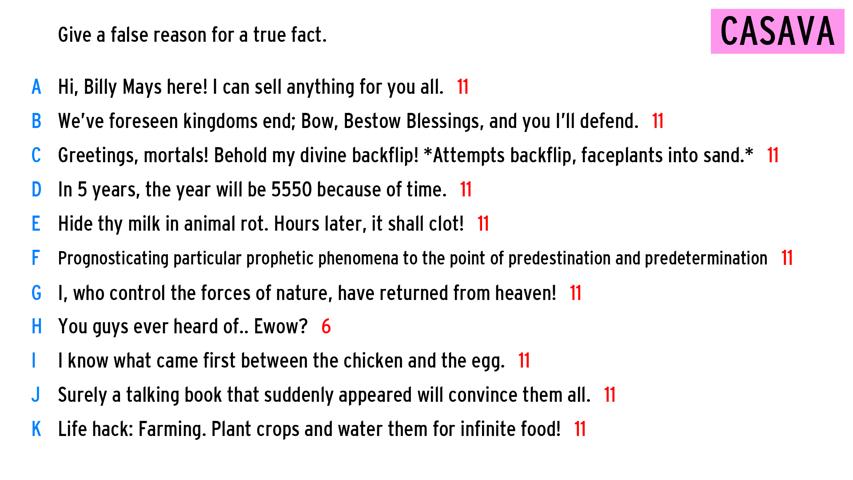 Give a false reason for a true fact.
CASAVA
A Hi, Billy Mays here! I can sell anything for you all. 11
B We've foreseen kingdoms end; Bow, Bestow Blessings, and you I'll defend. 11
C Greetings, mortals! Behold my divine backflip! *Attempts backflip, faceplants into sand.* 11
D In 5 years, the year will be 5550 because of time. 11
E Hide thy milk in animal rot. Hours later, it shall clot! 11
F Prognosticating particular prophetic phenomena to the point of predestination and predetermination 11
G I, who control the forces of nature, have returned from heaven! 11
H You guys ever heard of.. Ewow? 6
I I know what came first between the chicken and the egg. 11
J Surely a talking book that suddenly appeared will convince them all. 11
K Life hack: Farming. Plant crops and water them for infinite food! 11